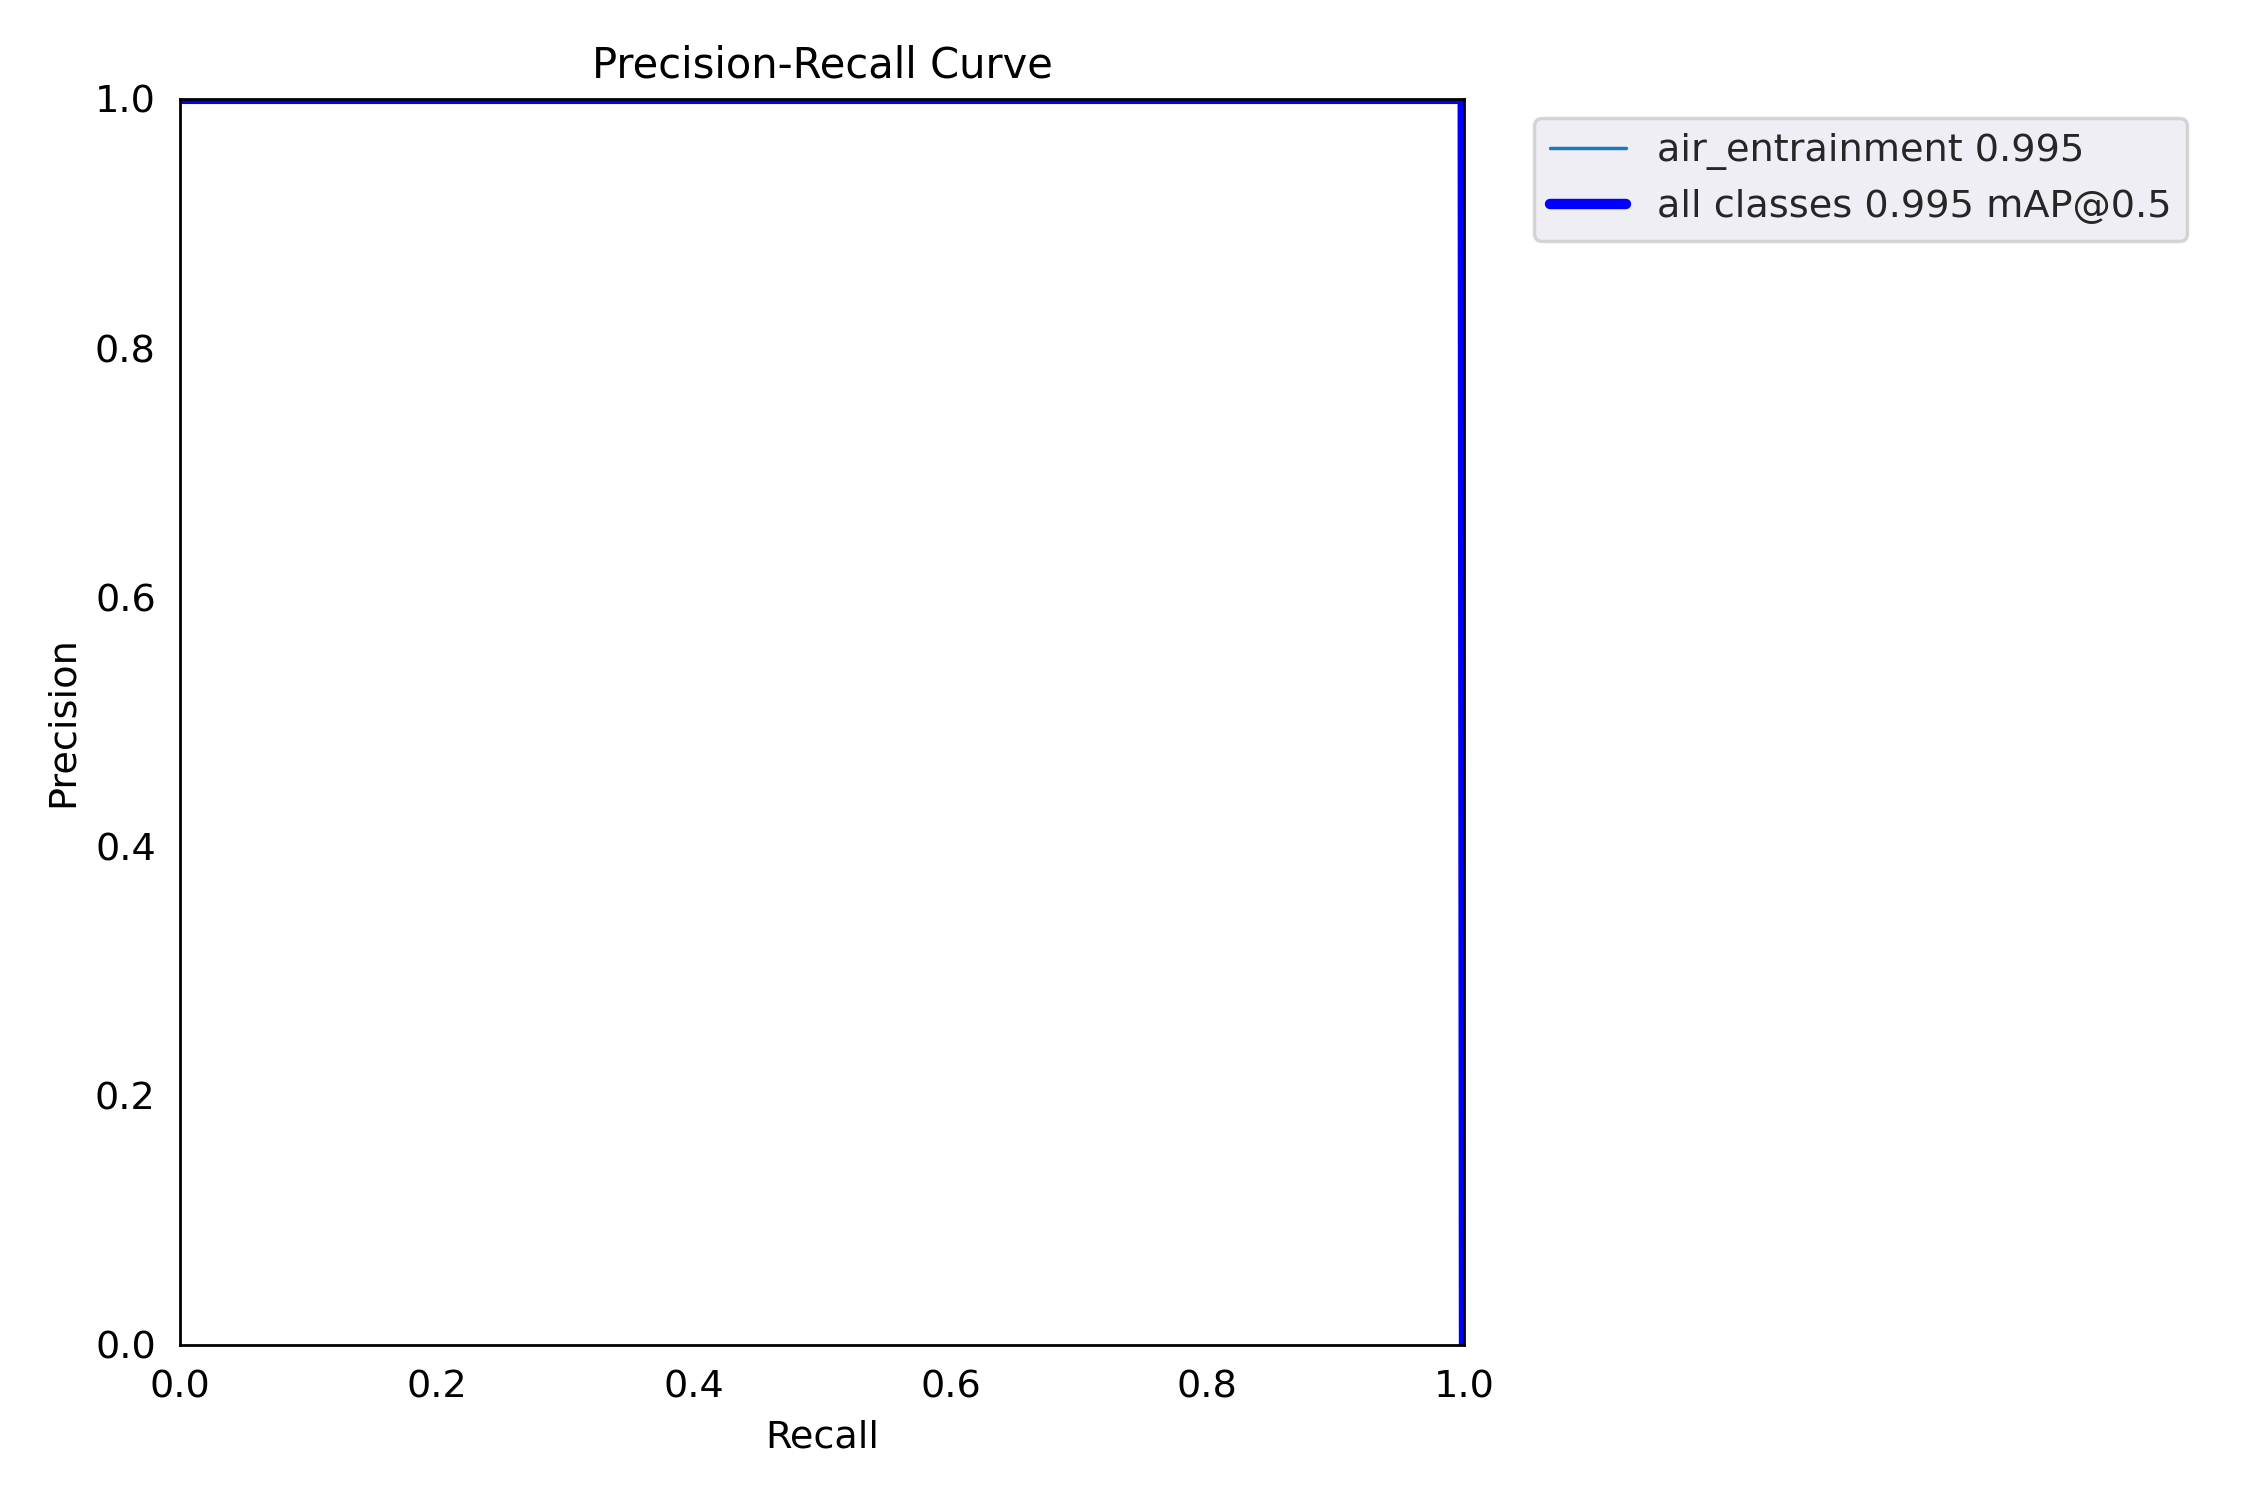 Precision-Recall Curve
1.0
0.8
0.6
0.4
0.2
0.0
Precision
0.0 0.2 0.4 0.6 0.8 1.0
Recall
air_entrainment 0.995
all classes 0.995 mAP@0.5